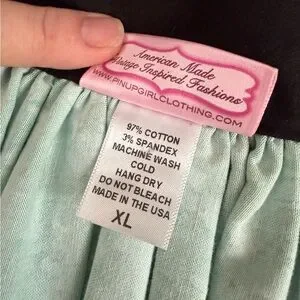 American Made
Vintage Inspired Fashions
WWW.PINUPGIRLCLOTHING.COM
97% COTTON
3% SPANDEX
MACHINE WASH
COLD
HANG DRY
DO NOT BLEACH
MADE IN THE USA
XL